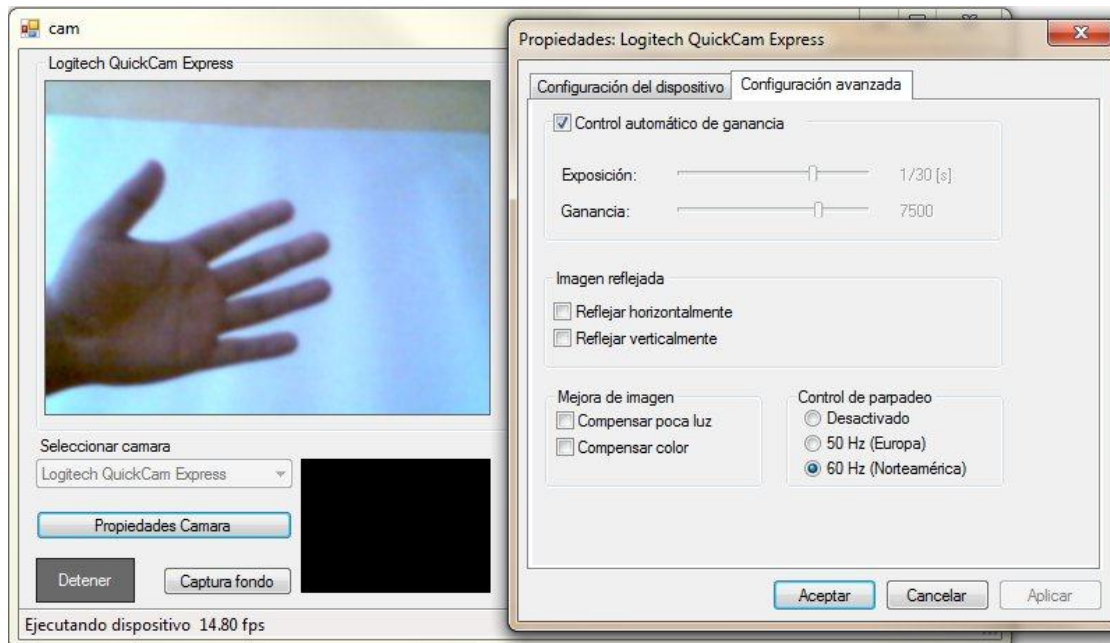 cam
Logitech QuickCam Express
Seleccionar camara
Logitech QuickCam Express
Propiedades Camara
Detener
Captura fondo
Ejecutando dispositivo 14.80 fps
Propiedades: Logitech QuickCam Express
Configuración del dispositivo
Configuración avanzada
Control automático de ganancia
Exposición:
1/30 [s]
Ganancia:
7500
Imagen reflejada
Reflejar horizontalmente
Reflejar verticalmente
Mejora de imagen
Compensar poca luz
Compensar color
Control de parpadeo
Desactivado
50 Hz (Europa)
60 Hz (Norteamérica)
Aceptar
Cancelar
Aplicar